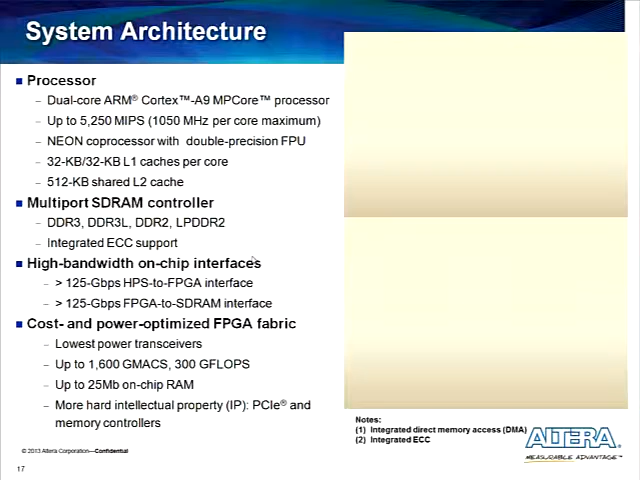 System Architecture
■ Processor
– Dual-core ARM® Cortex™-A9 MPCore™ processor
– Up to 5,250 MIPS (1050 MHz per core maximum)
– NEON coprocessor with double-precision FPU
– 32-KB/32-KB L1 caches per core
– 512-KB shared L2 cache
■ Multiport SDRAM controller
– DDR3, DDR3L, DDR2, LPDDR2
– Integrated ECC support
■ High-bandwidth on-chip interfaces
– > 125-Gbps HPS-to-FPGA interface
– > 125-Gbps FPGA-to-SDRAM interface
■ Cost- and power-optimized FPGA fabric
– Lowest power transceivers
– Up to 1,600 GMACS, 300 GFLOPS
– Up to 25Mb on-chip RAM
– More hard intellectual property (IP): PCIe® and
memory controllers
Notes:
(1) Integrated direct memory access (DMA)
(2) Integrated ECC
© 2013 Altera Corporation—Confidential
17
ALTERA®
MEASURABLE ADVANTAGE™